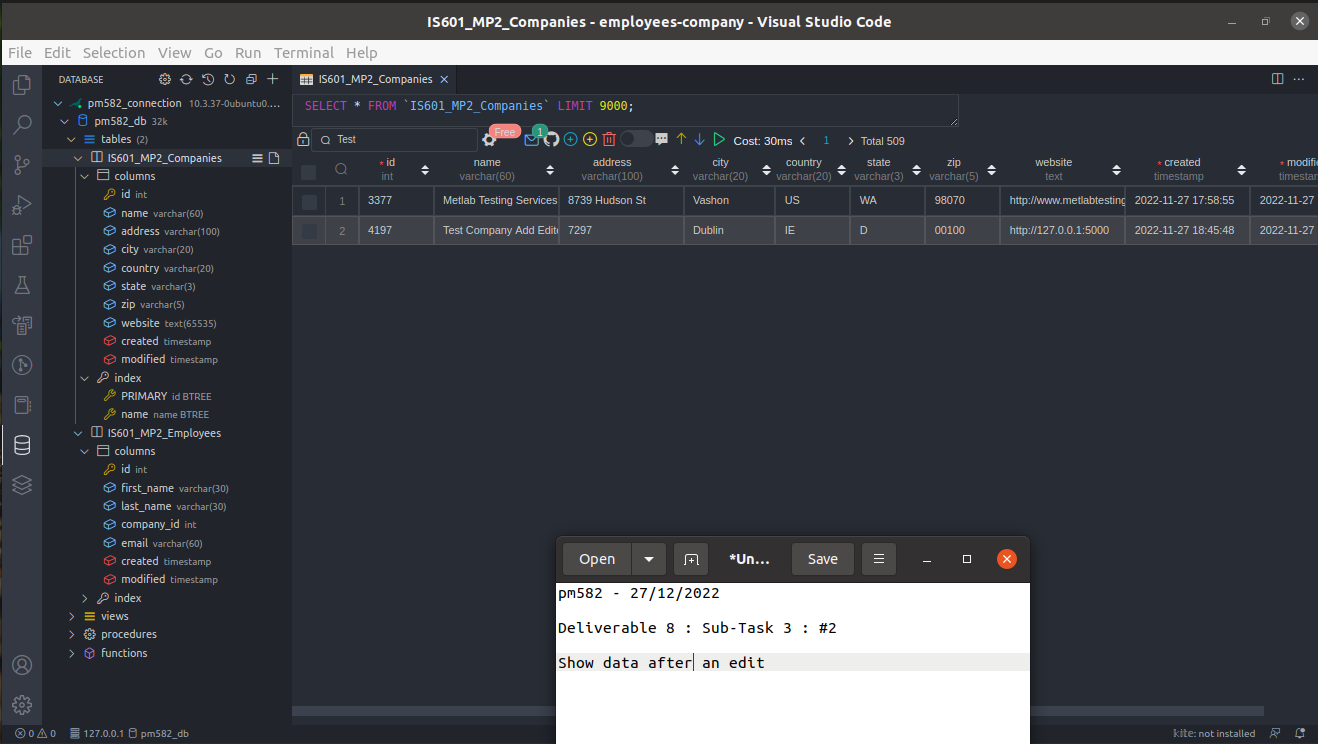 IS601_MP2_Companies - employees-company - Visual Studio Code
File Edit Selection View Go Run Terminal Help
DATABASE
pm582_connection 10.3.37-0ubuntu0....
pm582_db 32k
tables (2)
IS601_MP2_Companies
columns
id int
name varchar(60)
address varchar(100)
city varchar(20)
country varchar(20)
state varchar(3)
zip varchar(5)
website text(65535)
created timestamp
modified timestamp
index
PRIMARY id BTREE
name name BTREE
IS601_MP2_Employees
columns
id int
first_name varchar(30)
last_name varchar(30)
company_id int
email varchar(60)
created timestamp
modified timestamp
index
views
procedures
functions
IS601_MP2_Companies
SELECT * FROM `IS601_MP2_Companies` LIMIT 9000;
Test Free 1 Cost: 30ms 1 Total 509
* id name address city country state zip website * created * modifie
int varchar(60) varchar(100) varchar(20) varchar(20) varchar(3) varchar(5) text timestamp timestam
1 3377 Metlab Testing Services 8739 Hudson St Vashon US WA 98070 http://www.metlabtesting 2022-11-27 17:58:55 2022-11-27
2 4197 Test Company Add Edite 7297 Dublin IE D 00100 http://127.0.0.1:5000 2022-11-27 18:45:48 2022-11-27
Open *Un... Save
pm582 - 27/12/2022
Deliverable 8 : Sub-Task 3 : #2
Show data after an edit
0 0 127.0.0.1 pm582_db
kite: not installed